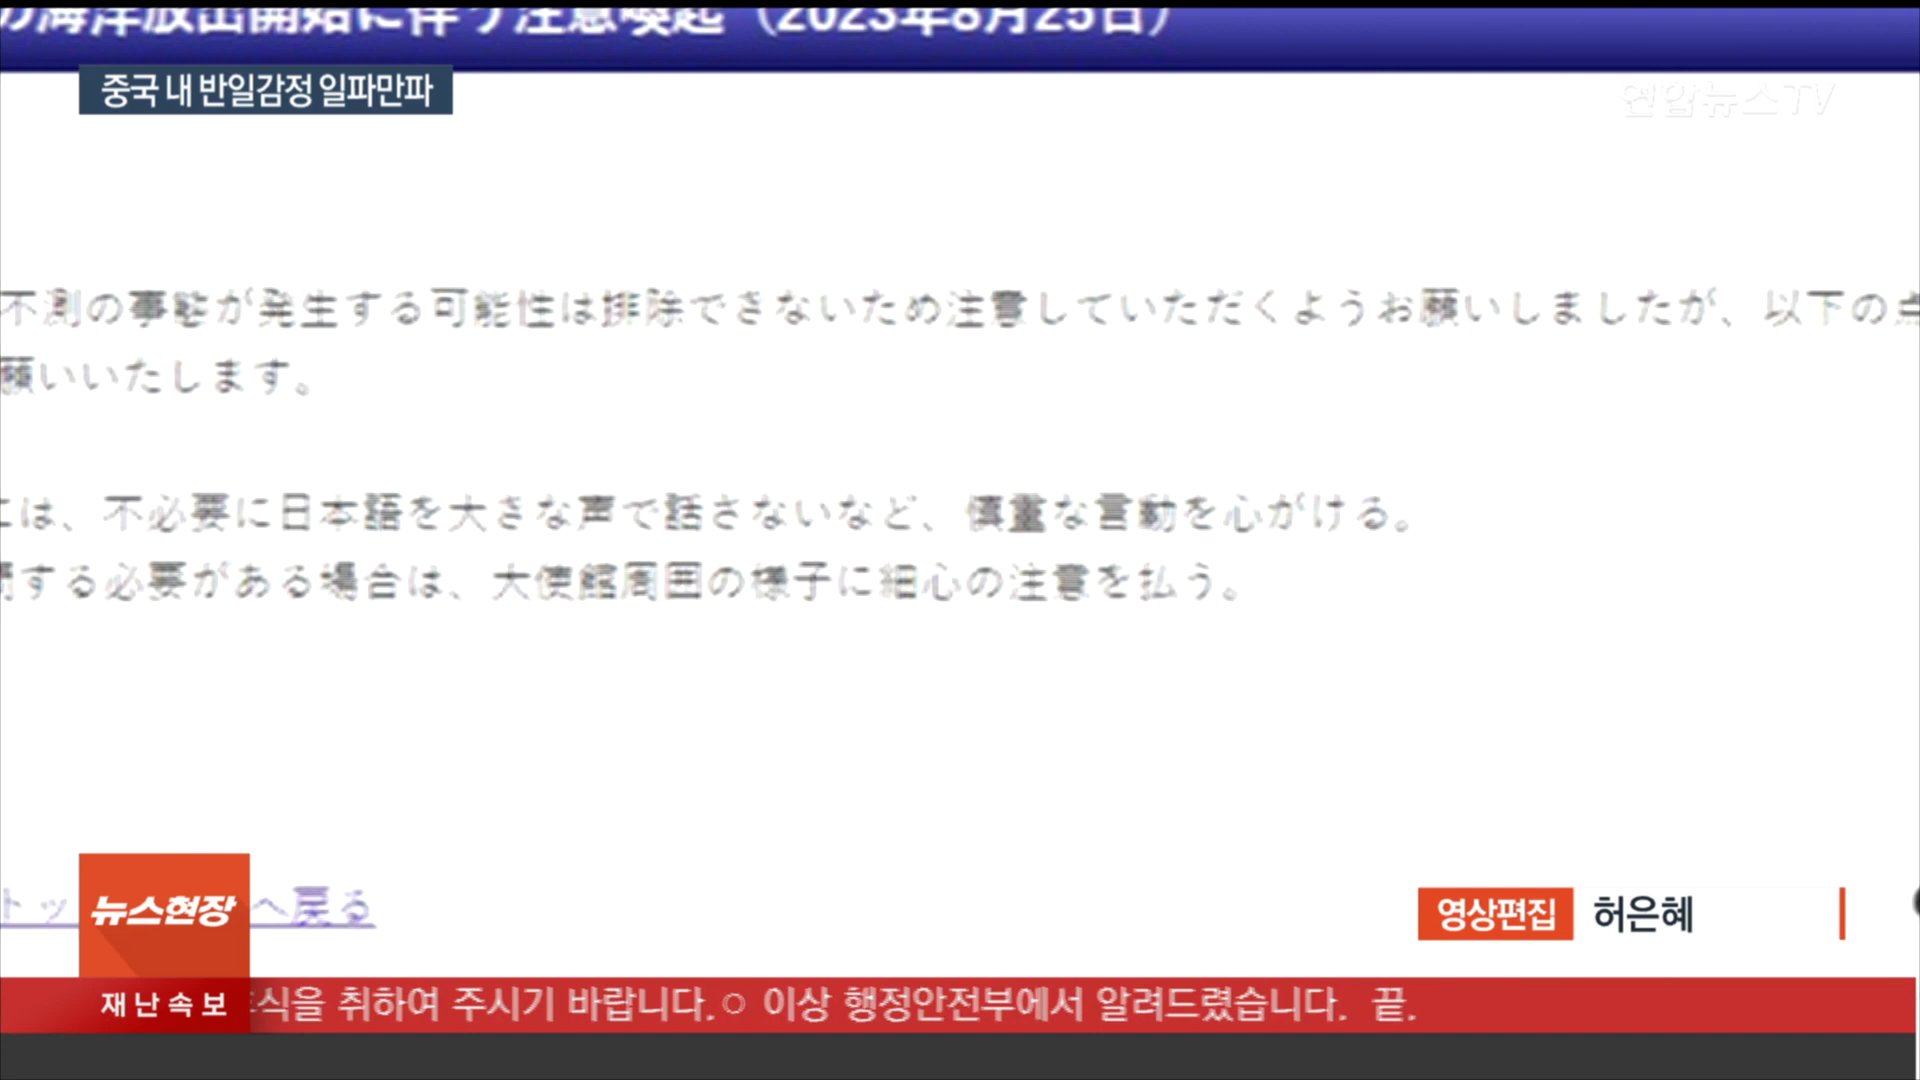 の海洋放出開始に伴う注意喚起（2023年8月25日）
중국 내 반일감정 일파만파
연합뉴스TV
不測の事態が発生する可能性は排除できないため注意していただくようお願いしましたが、以下の点
願いいたします。
には、不必要に日本語を大きな声で話さないなど、慎重な言動を心がける。
問する必要がある場合は、大使館周囲の様子に細心の注意を払う。
トッ
へ戻る
뉴스현장
영상편집 허은혜
재난속보
식을 취하여 주시기 바랍니다.○ 이상 행정안전부에서 알려드렸습니다. 끝.